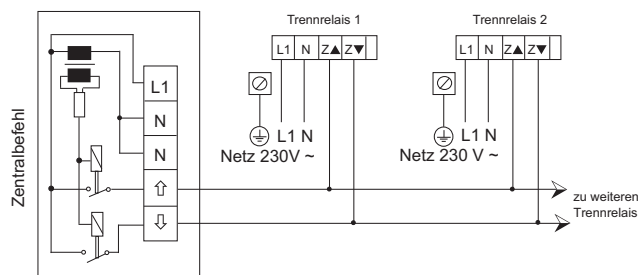 Trennrelais 1
Trennrelais 2
L1 N Z▲ Z▼
L1 N Z▲ Z▼
Zentralbefehl
L1
N
N
⇧
⇩
L1 N
Netz 230V ~
L1 N
Netz 230 V ~
zu weiteren
Trennrelais